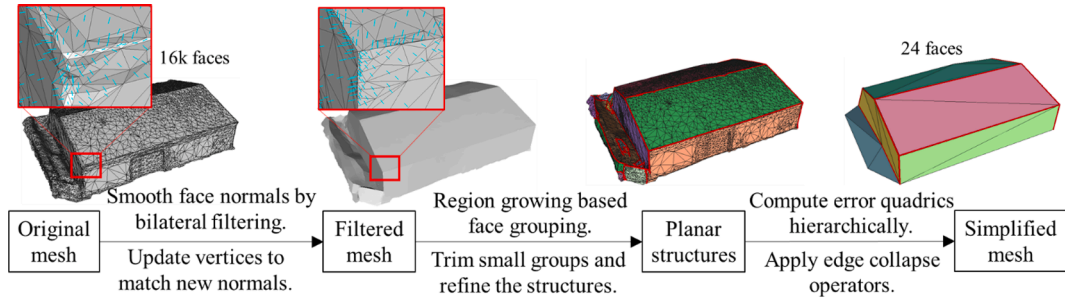 16k faces
24 faces
Original
mesh
Smooth face normals by
bilateral filtering.
Update vertices to
match new normals.
Filtered
mesh
Region growing based
face grouping.
Trim small groups and
refine the structures.
Planar
structures
Compute error quadrics
hierarchically.
Apply edge collapse
operators.
Simplified
mesh